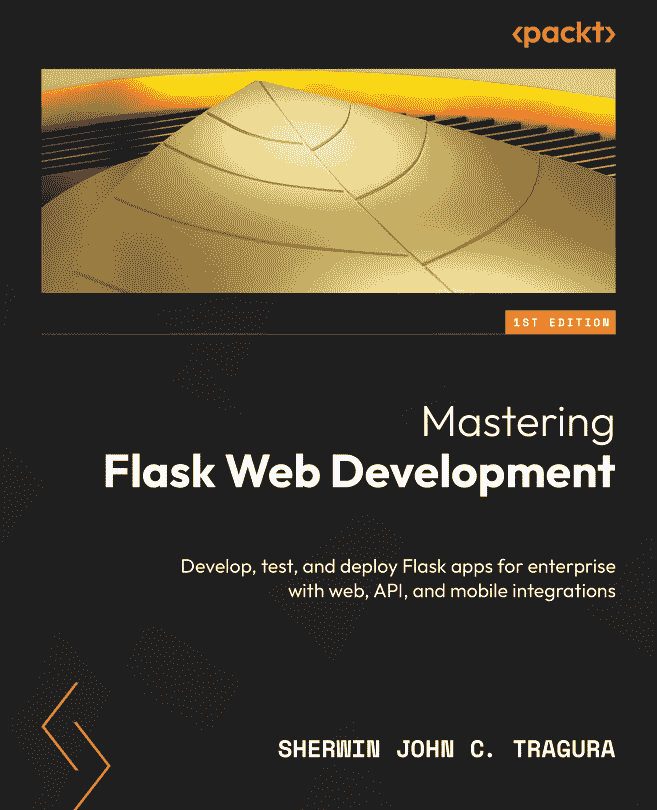 <packt>
1ST EDITION
Mastering
Flask Web Development
Develop, test, and deploy Flask apps for enterprise
with web, API, and mobile integrations
SHERWIN JOHN C. TRAGURA